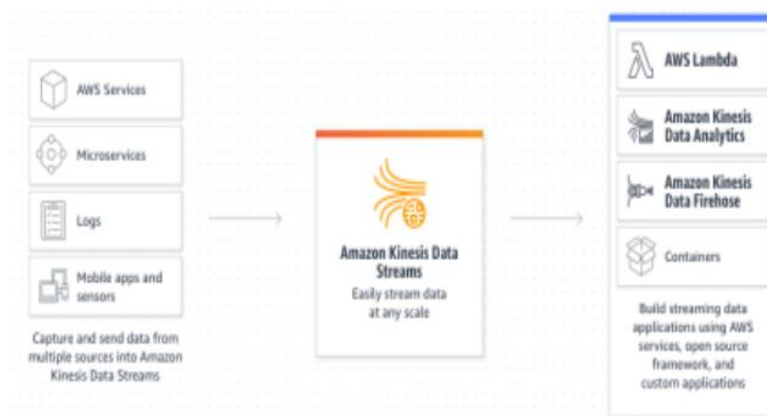 AWS Services
Microservices
Logs
Mobile apps and
sensors
Capture and send data from
multiple sources into Amazon
Kinesis Data Streams
Amazon Kinesis Data
Streams
Easily stream data
at any scale
AWS Lambda
Amazon Kinesis
Data Analytics
Amazon Kinesis
Data Firehose
Containers
Build streaming data
applications using AWS
services, open source
framework, and
custom applications